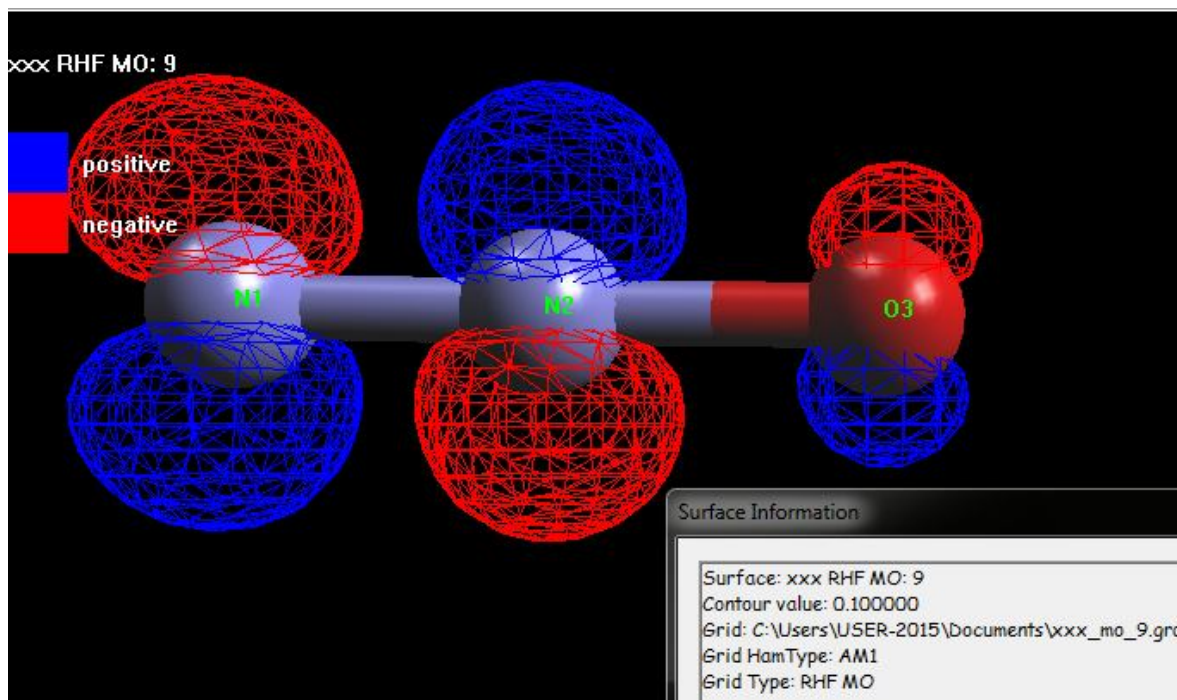 xxx RHF MO: 9
positive
negative
N1
N2
O3
Surface Information
Surface: xxx RHF MO: 9
Contour value: 0.100000
Grid: C:\Users\USER-2015\Documents\xxx_mo_9.gr
Grid HamType: AM1
Grid Type: RHF MO